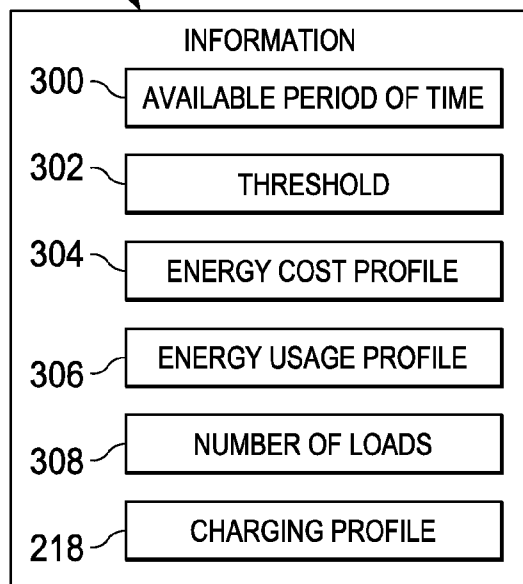 INFORMATION
300 AVAILABLE PERIOD OF TIME
302 THRESHOLD
304 ENERGY COST PROFILE
306 ENERGY USAGE PROFILE
308 NUMBER OF LOADS
218 CHARGING PROFILE